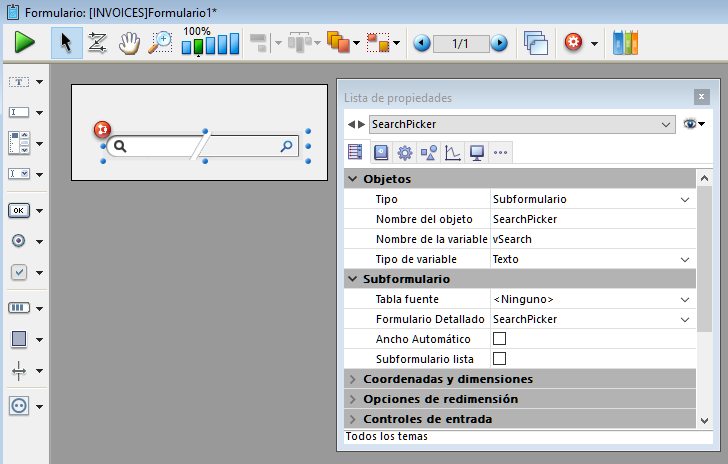 Formulario: [INVOICES]Formulario1*
100%
1/1
T
OK
Lista de propiedades
SearchPicker
Objetos
Tipo Subformulario
Nombre del objeto SearchPicker
Nombre de la variable vSearch
Tipo de variable Texto
Subformulario
Tabla fuente <Ninguno>
Formulario Detallado SearchPicker
Ancho Automático
Subformulario lista
Coordenadas y dimensiones
Opciones de redimensión
Controles de entrada
Todos los temas